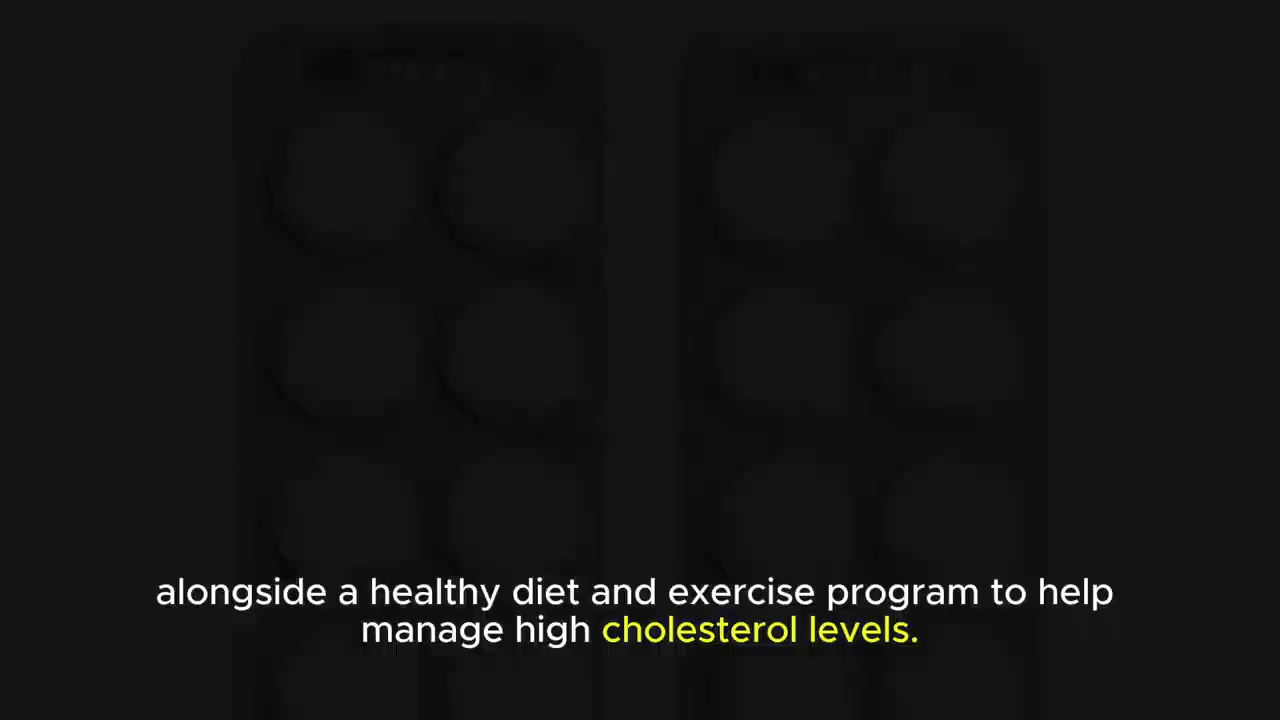 alongside a healthy diet and exercise program to help
manage high cholesterol levels.